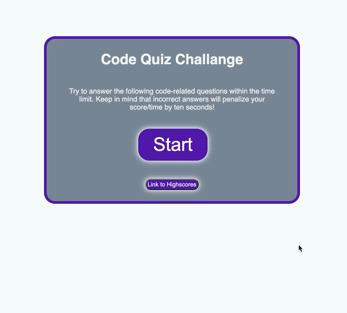 Code Quiz Challange
Try to answer the following code-related questions within the time
limit. Keep in mind that incorrect answers will penalize your
score/time by ten seconds!
Start
Link to Highscores